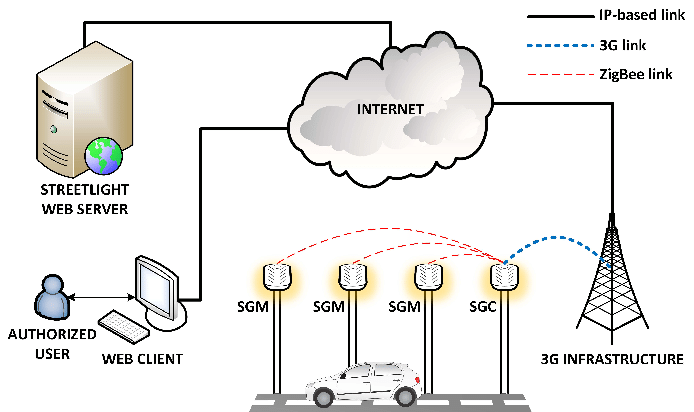 IP-based link
3G link
ZigBee link
INTERNET
STREETLIGHT
WEB SERVER
SGM
SGM
SGM
SGC
AUTHORIZED
USER
WEB CLIENT
3G INFRASTRUCTURE